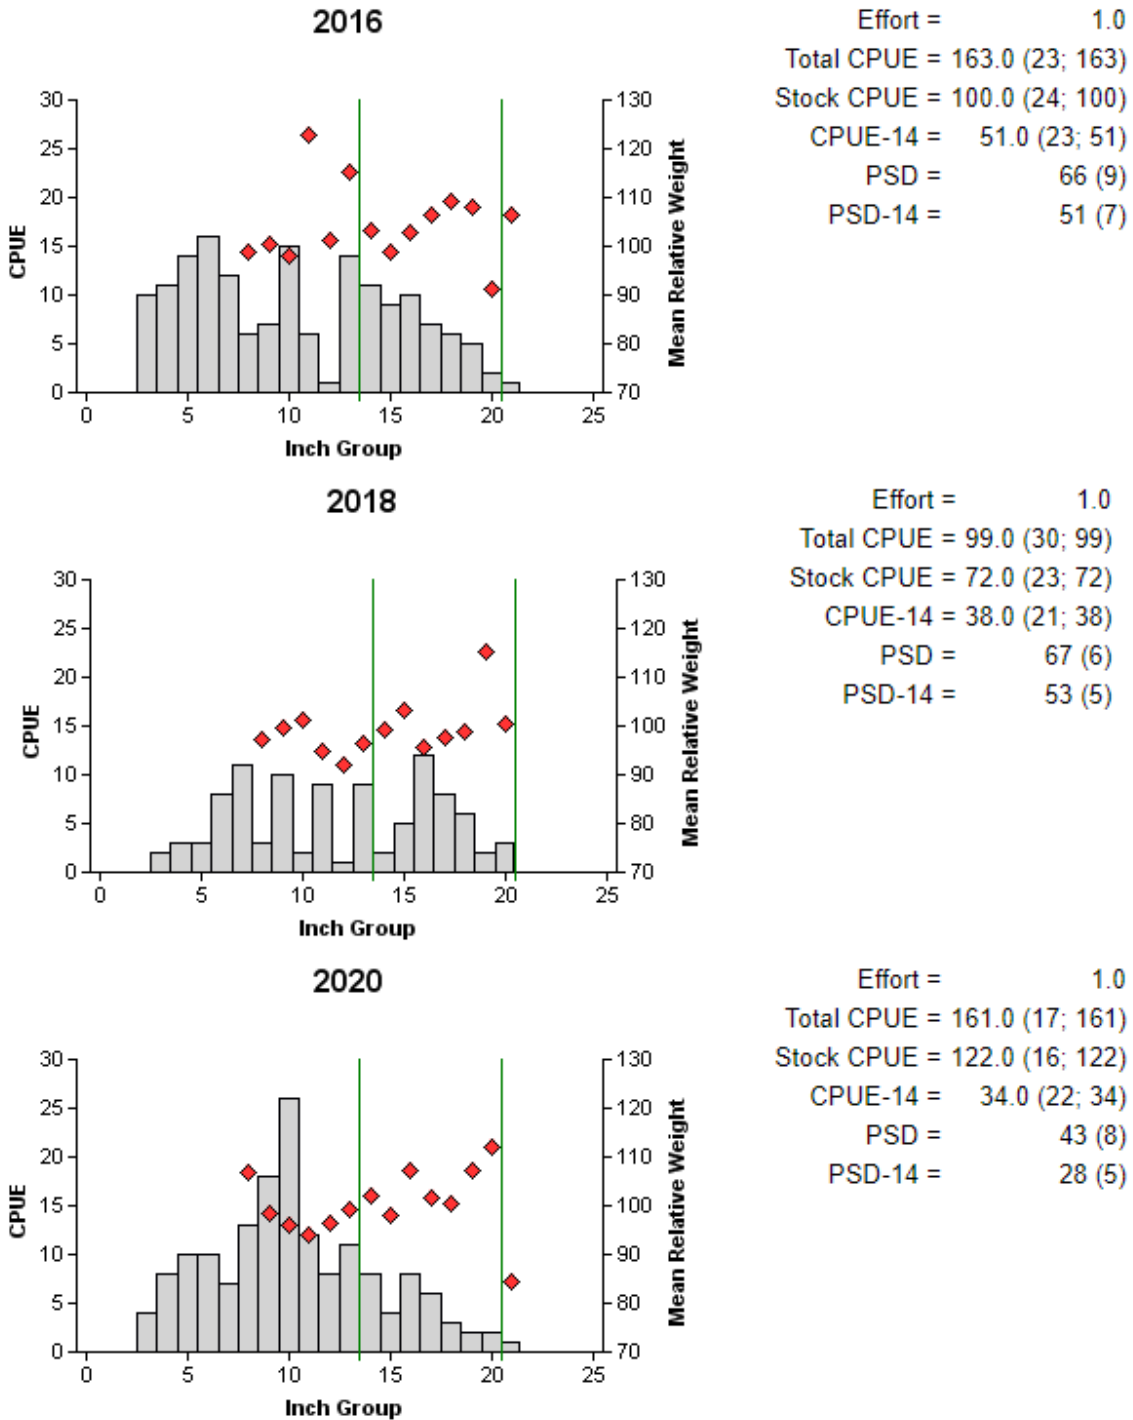 2016
Effort = 1.0
Total CPUE = 163.0 (23; 163)
Stock CPUE = 100.0 (24; 100)
CPUE-14 = 51.0 (23; 51)
PSD = 66 (9)
PSD-14 = 51 (7)
30
25
20
15
10
5
0
CPUE
130
120
110
100
90
80
70
Mean Relative Weight
0 5 10 15 20 25
Inch Group
2018
Effort = 1.0
Total CPUE = 99.0 (30; 99)
Stock CPUE = 72.0 (23; 72)
CPUE-14 = 38.0 (21; 38)
PSD = 67 (6)
PSD-14 = 53 (5)
30
25
20
15
10
5
0
CPUE
130
120
110
100
90
80
70
Mean Relative Weight
0 5 10 15 20 25
Inch Group
2020
Effort = 1.0
Total CPUE = 161.0 (17; 161)
Stock CPUE = 122.0 (16; 122)
CPUE-14 = 34.0 (22; 34)
PSD = 43 (8)
PSD-14 = 28 (5)
30
25
20
15
10
5
0
CPUE
130
120
110
100
90
80
70
Mean Relative Weight
0 5 10 15 20 25
Inch Group